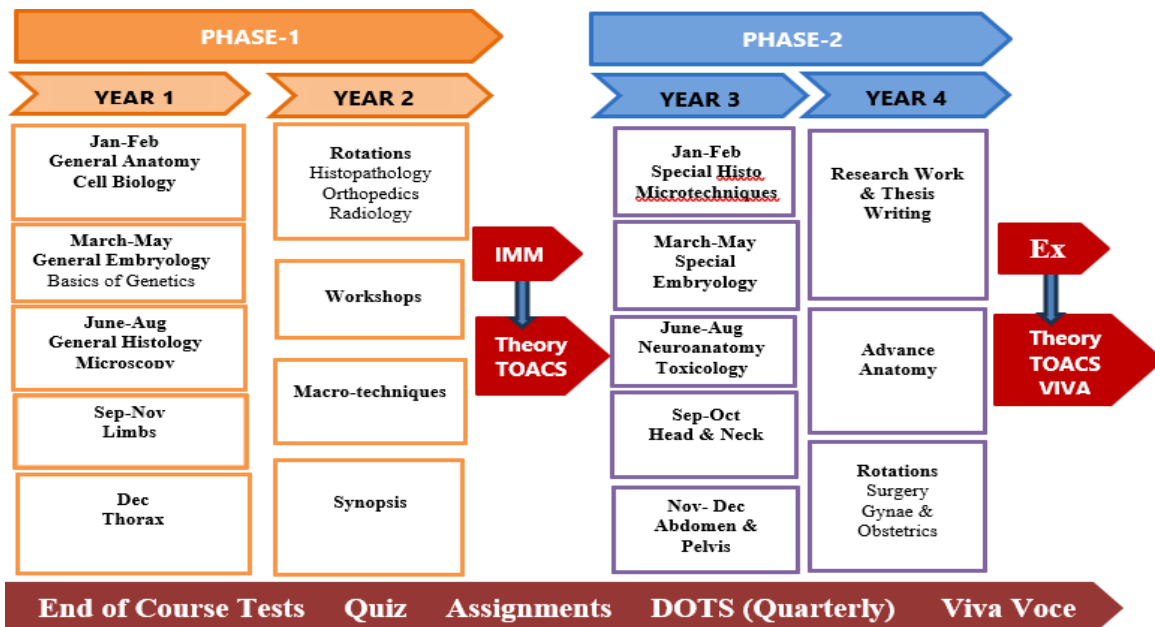 PHASE-1
PHASE-2
YEAR 1
YEAR 2
YEAR 3
YEAR 4
Jan-Feb
General Anatomy
Cell Biology
March-May
General Embryology
Basics of Genetics
June-Aug
General Histology
Microscopy
Sep-Nov
Limbs
Dec
Thorax
Rotations
Histopathology
Orthopedics
Radiology
Workshops
Macro-techniques
Synopsis
IMM
Theory
TOACS
Jan-Feb
Special Histo
Microtechniques
March-May
Special
Embryology
June-Aug
Neuroanatomy
Toxicology
Sep-Oct
Head & Neck
Nov- Dec
Abdomen &
Pelvis
Research Work
& Thesis
Writing
Advance
Anatomy
Rotations
Surgery
Gynae &
Obstetrics
Ex
Theory
TOACS
VIVA
End of Course Tests Quiz Assignments DOTS (Quarterly) Viva Voce